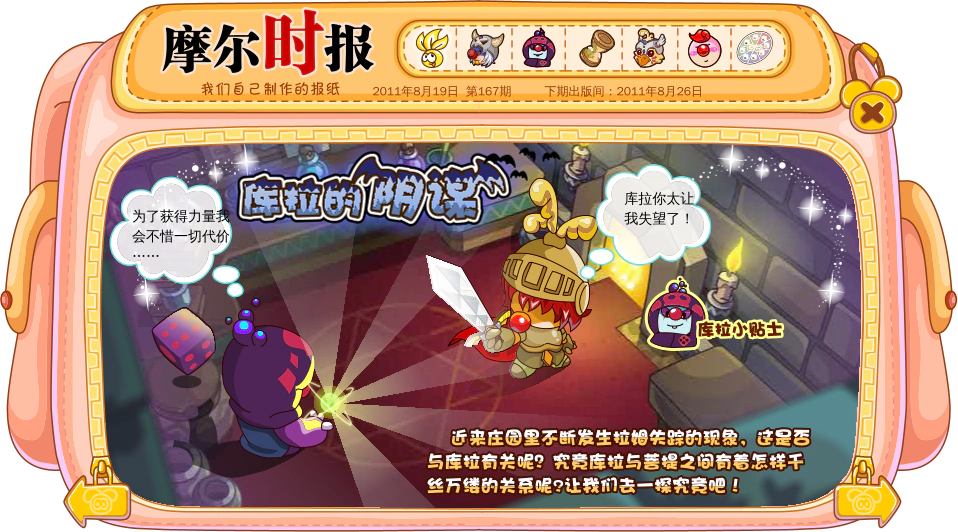 摩尔时报
我们自己制作的报纸
2011年8月19日 第167期 下期出版间：2011年8月26日
库拉的阴谋
为了获得力量我
会不惜一切代价
……
库拉你太让
我失望了！
库拉小贴士
近来庄园里不断发生拉姆失踪的现象，这是否
与库拉有关呢？究竟库拉与菩提之间有着怎样千
丝万缕的关系呢?让我们去一探究竟吧！